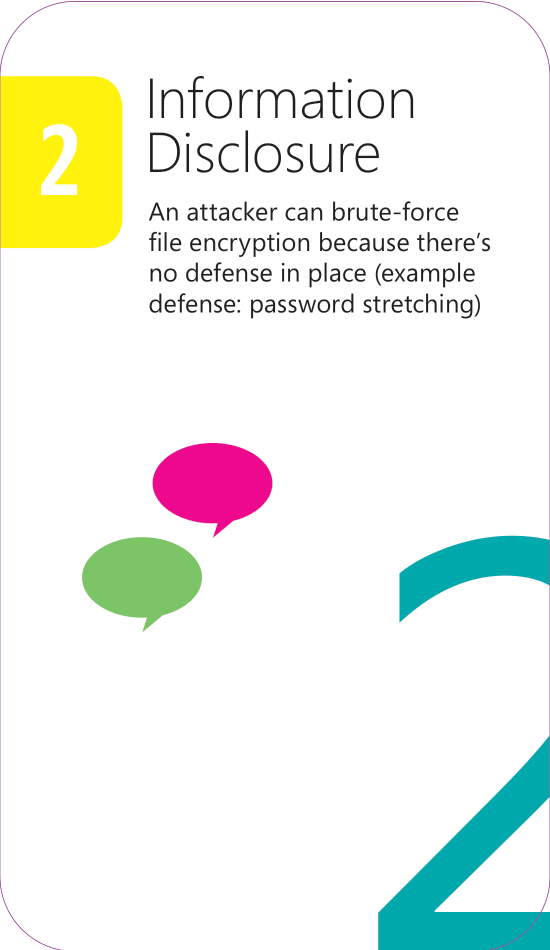 2
Information
Disclosure
An attacker can brute-force
file encryption because there’s
no defense in place (example
defense: password stretching)
2